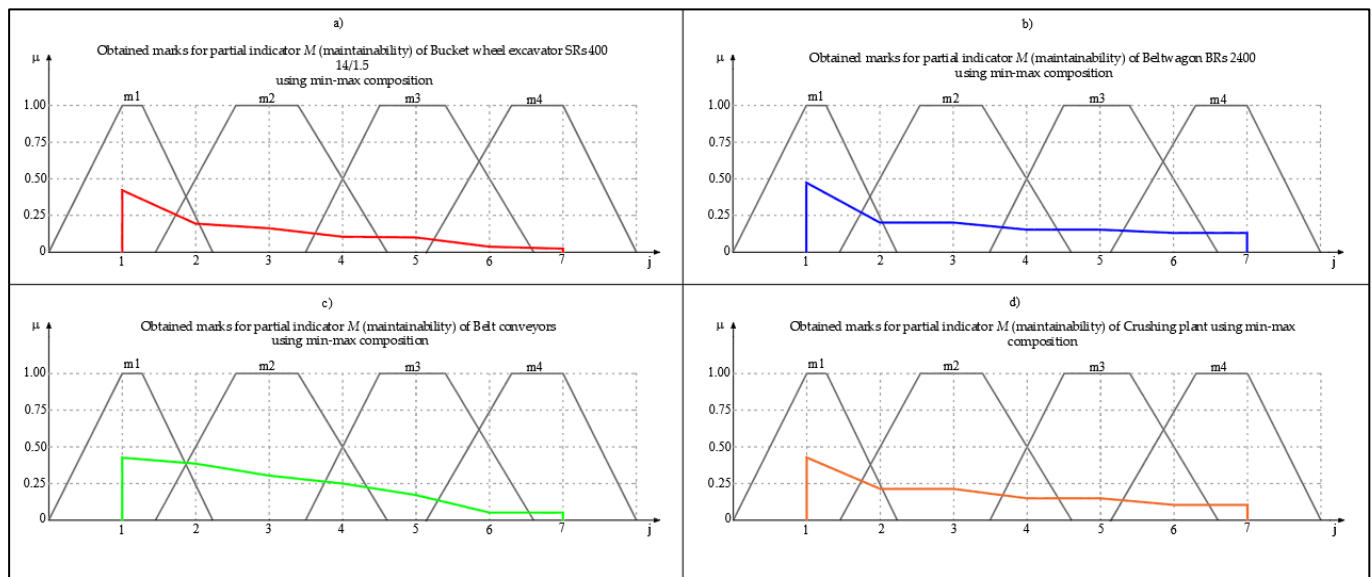 a)
Obtained marks for partial indicator M (maintainability) of Bucket wheel excavator SRs400
14/1.5
using min-max composition
μ
m1 m2 m3 m4
1.00
0.75
0.50
0.25
0
1 2 3 4 5 6 7 j
b)
Obtained marks for partial indicator M (maintainability) of Beltwagon BRs 2400
using min-max composition
μ
m1 m2 m3 m4
1.00
0.75
0.50
0.25
0
1 2 3 4 5 6 7 j
c)
Obtained marks for partial indicator M (maintainability) of Belt conveyors
using min-max composition
μ
m1 m2 m3 m4
1.00
0.75
0.50
0.25
0
1 2 3 4 5 6 7 j
d)
Obtained marks for partial indicator M (maintainability) of Crushing plant using min-max
composition
μ
m1 m2 m3 m4
1.00
0.75
0.50
0.25
0
1 2 3 4 5 6 7 j